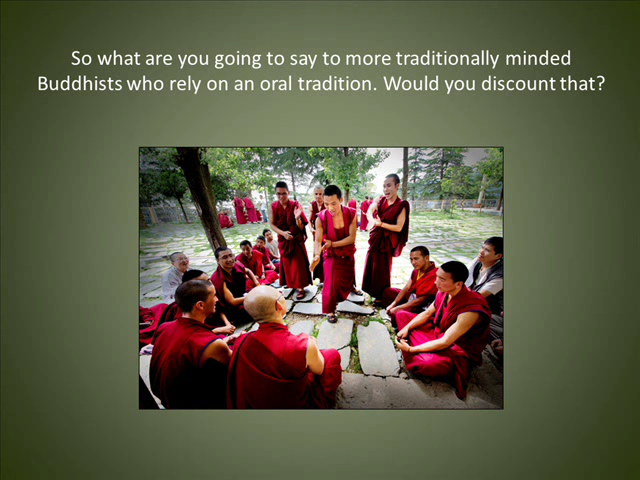 So what are you going to say to more traditionally minded
Buddhists who rely on an oral tradition. Would you discount that?